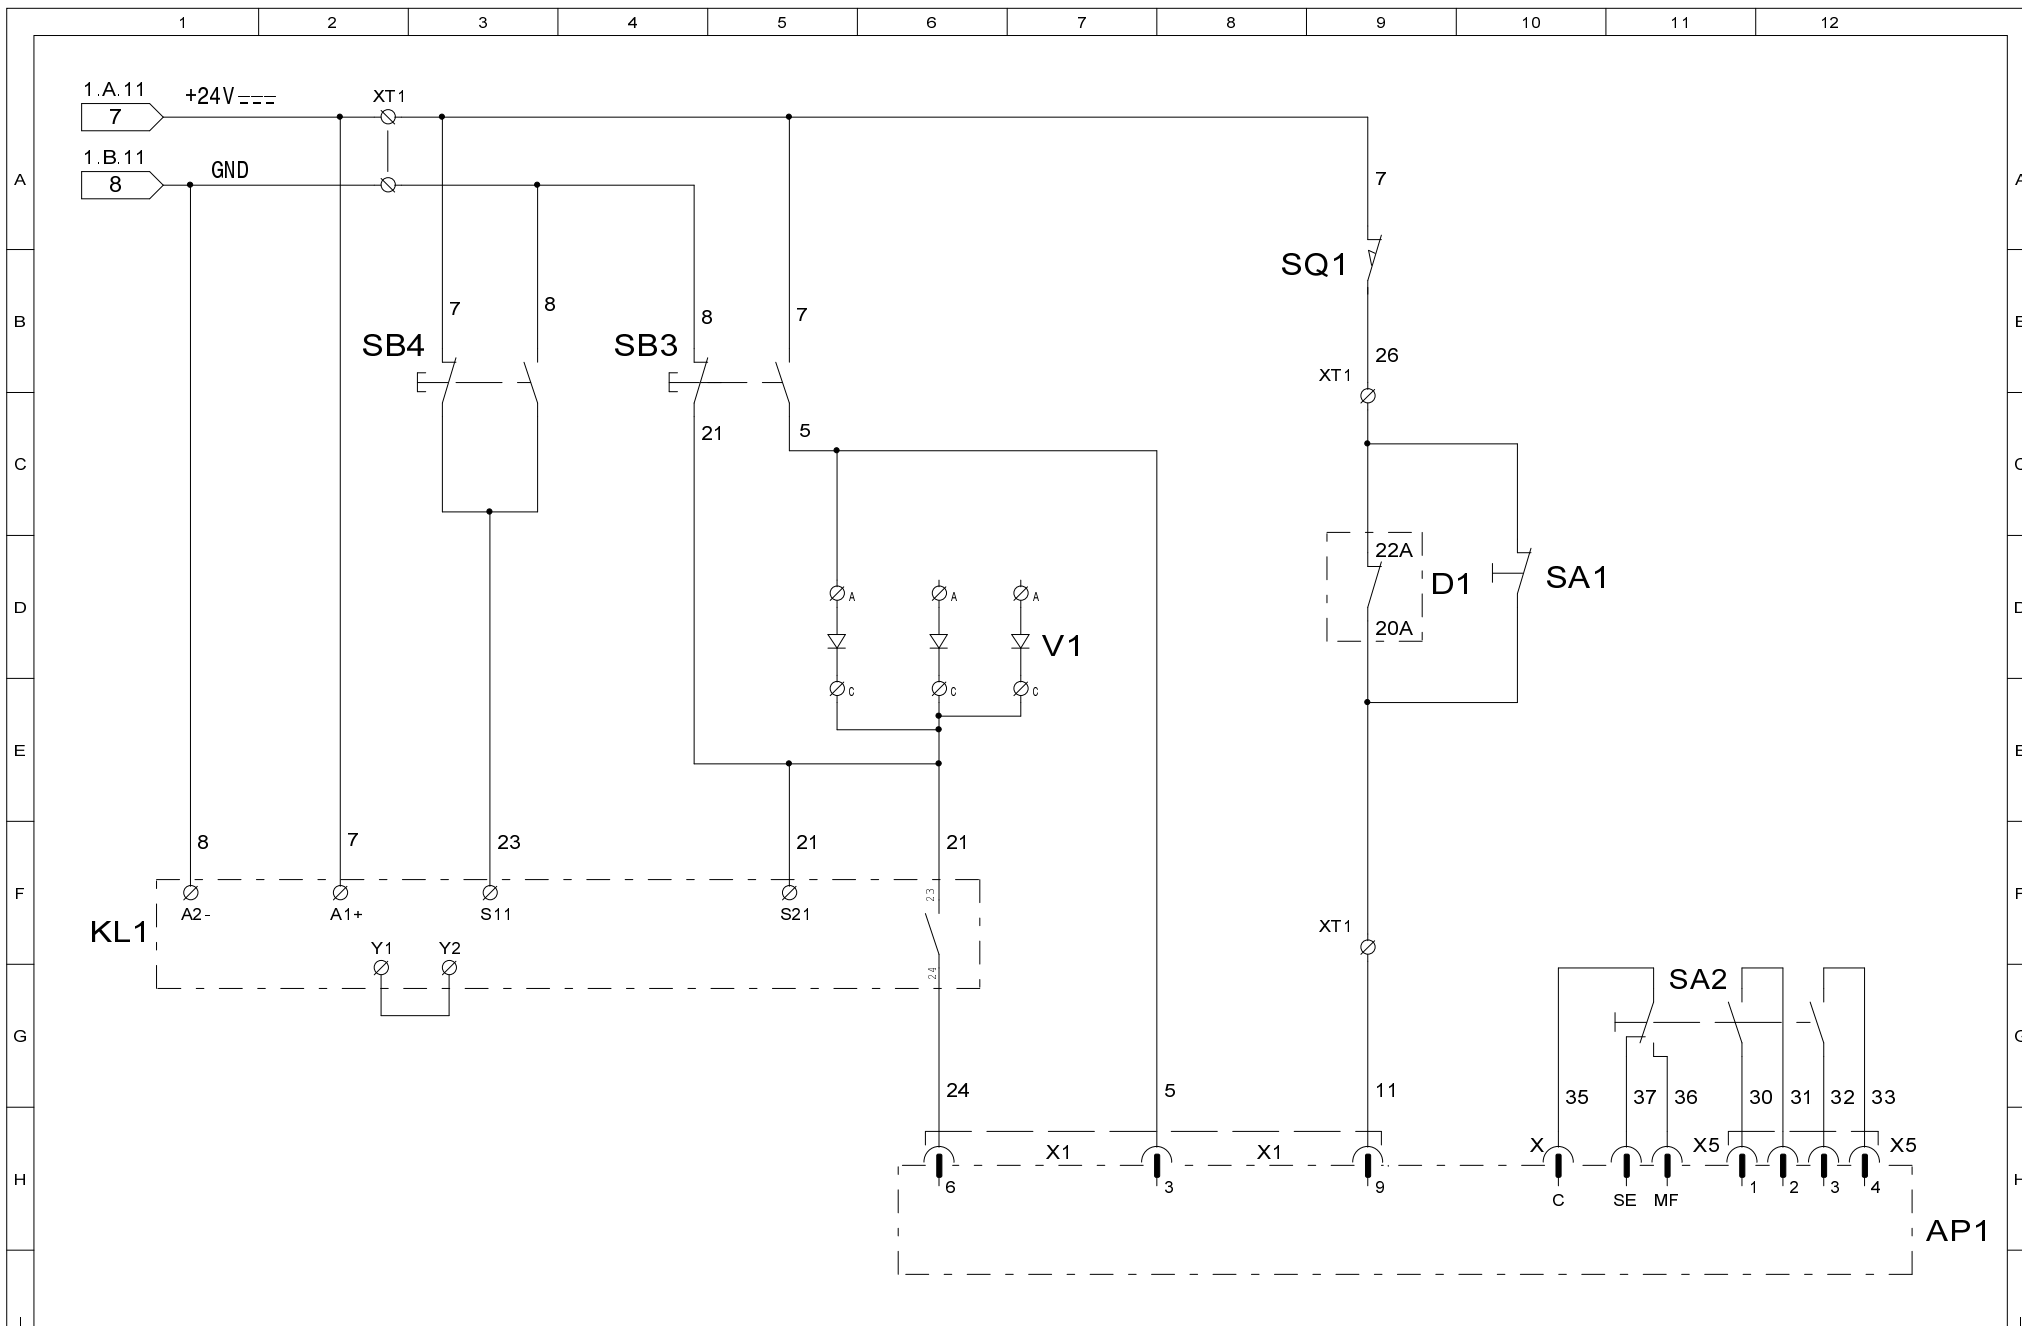 1 2 3 4 5 6 7 8 9 10 11 12
1.A.11 +24V XT1
7
1.B.11 GND
8
A 7 A
SQ1
7 8 8 7
B B
SB4 SB3
26
XT1
21 5
C C
22A
D1 SA1
A A A
D D
20A
V1
C C C
E E
8 7 23 21 21
F 23 F
A2- A1+ S11 S21
KL1 XT1
Y1 Y2
24
SA2
G G
24 5 11 35 37 36 30 31 32 33
X1 X1 X X5 X5
H 6 3 9 1 2 3 4 H
C SE MF
AP1